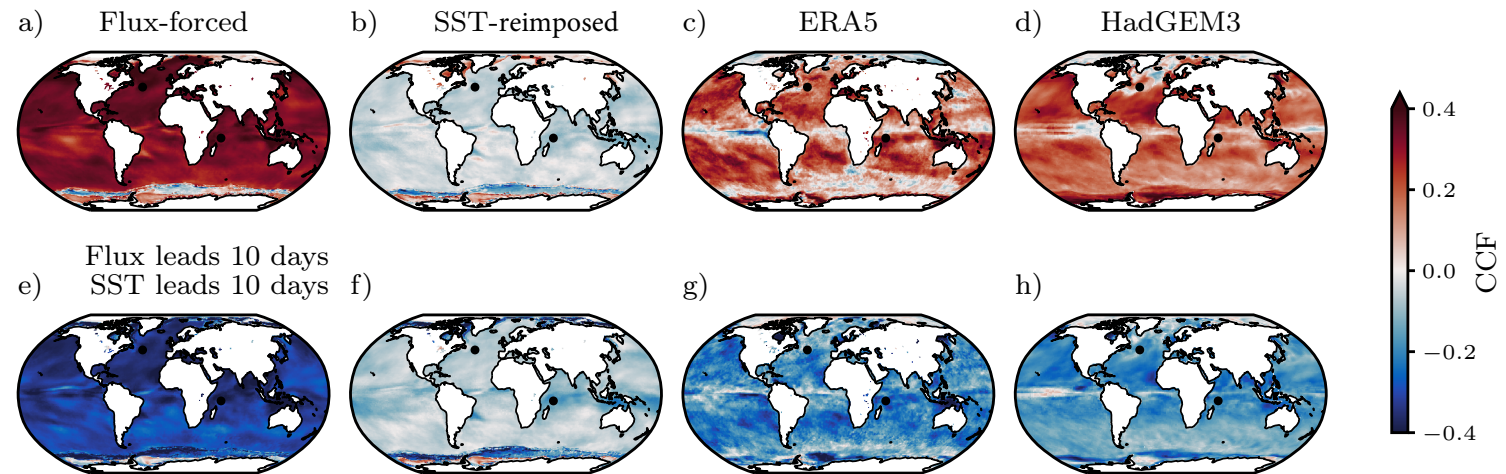 a) Flux-forced
b) SST-reimposed
c) ERA5
d) HadGEM3
Flux leads 10 days
e) SST leads 10 days
f)
g)
h)
0.4
0.2
0.0
−0.2
−0.4
CCF